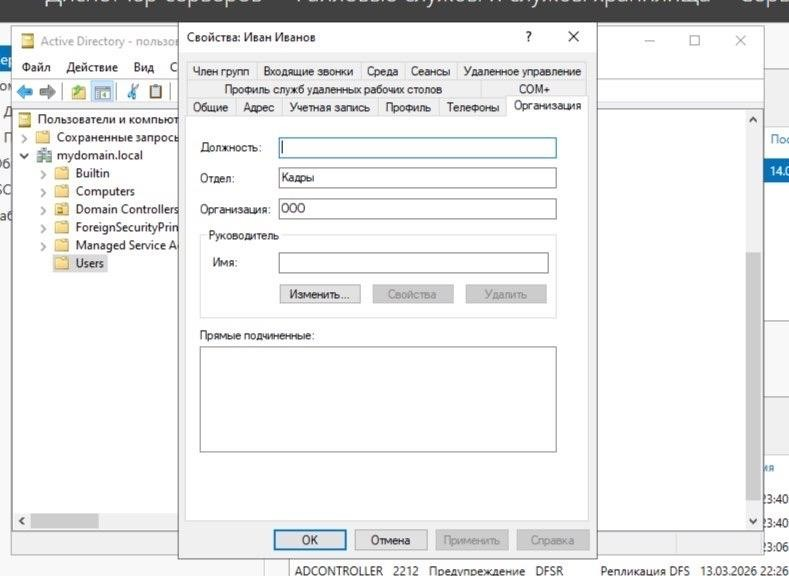 Active Directory - пользо
Свойства: Иван Иванов
Файл Действие Вид
Член групп Входящие звонки Среда Сеансы Удаленное управление
Профиль служб удаленных рабочих столов COM+
Общие Адрес Учетная запись Профиль Телефоны Организация
Пользователи и компьют
Сохраненные запрось
mydomain.local
Builtin
Computers
Domain Controllers
ForeignSecurityPrin
Managed Service A
Users
Должность:
Отдел: Кадры
Организация: ООО
Руководитель
Имя:
Изменить... Свойства Удалить
Прямые подчиненные:
OK Отмена Применить Справка
Пос
14.0
23:40
23:40
23:06
ADCONTROLLER 2212 Предупреждение DFSR Репликация DFS 13.03.2026 22:26